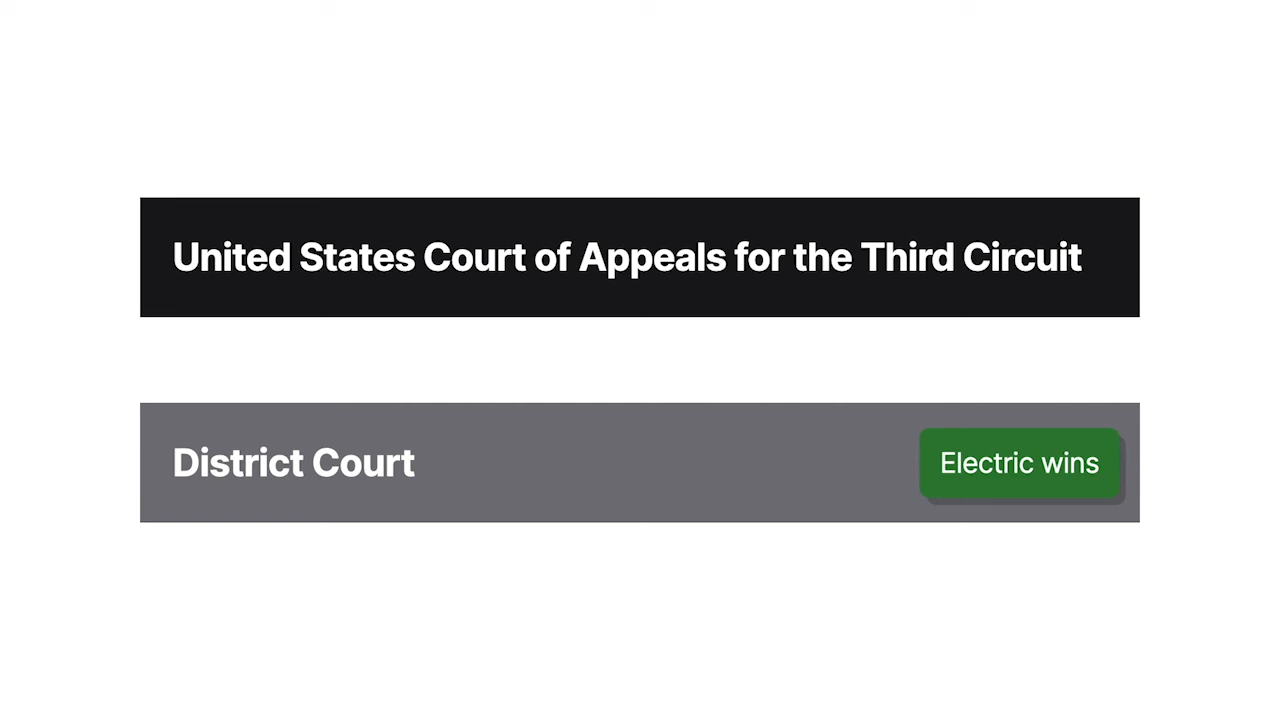 United States Court of Appeals for the Third Circuit
District Court
Electric wins